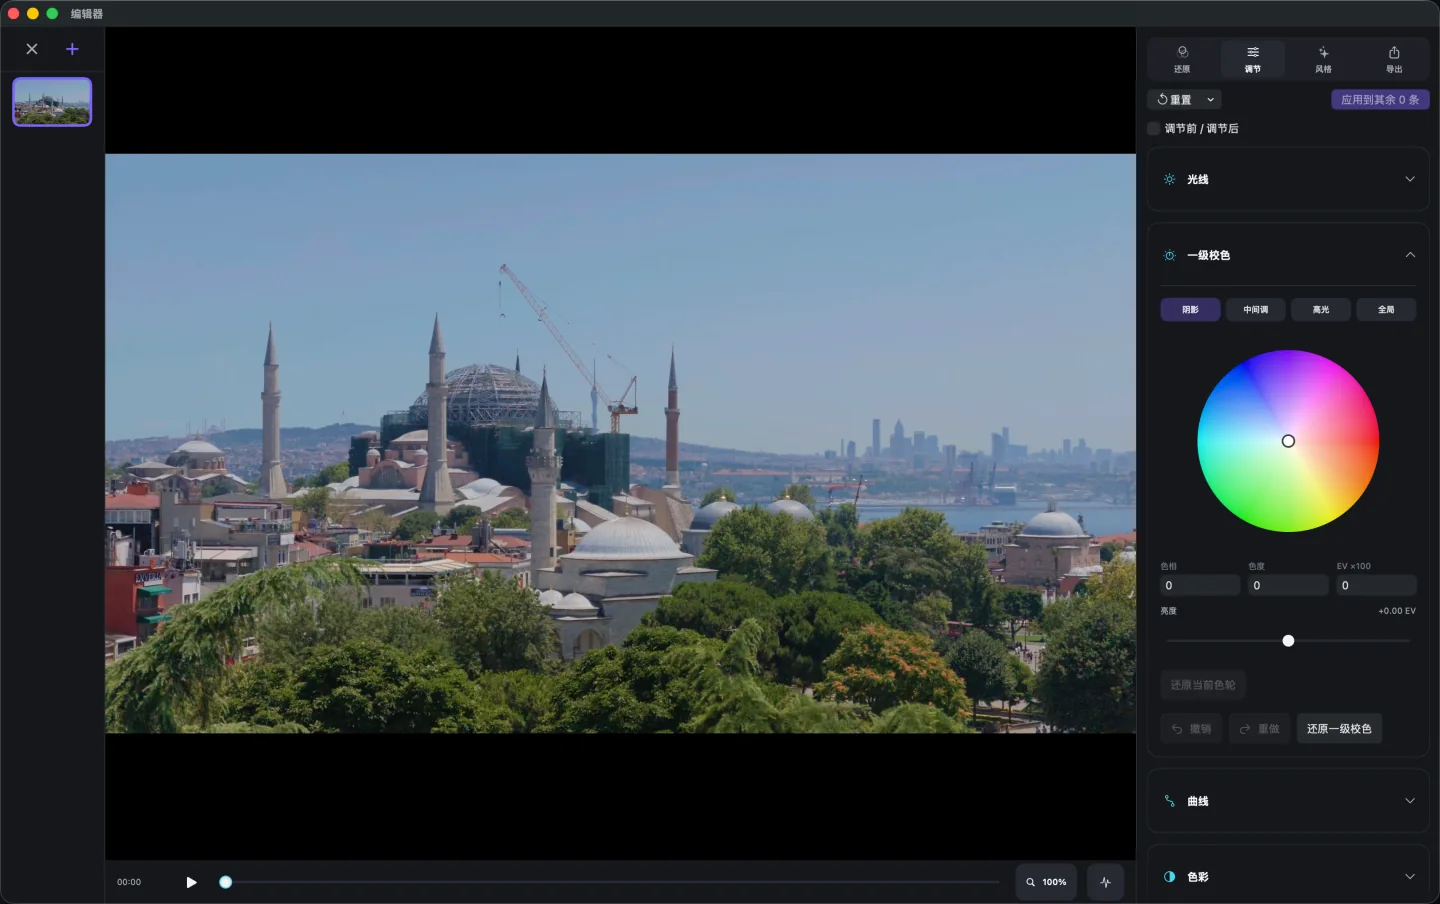 编辑器
还原
调节
风格
导出
重置
应用到其余 0 条
调节前 / 调节后
光线
一级校色
阴影
中间调
高光
全局
色相
色度
EV ×100
0
0
0
亮度
+0.00 EV
还原当前色轮
撤销
重做
还原一级校色
曲线
色彩
00:00
100%